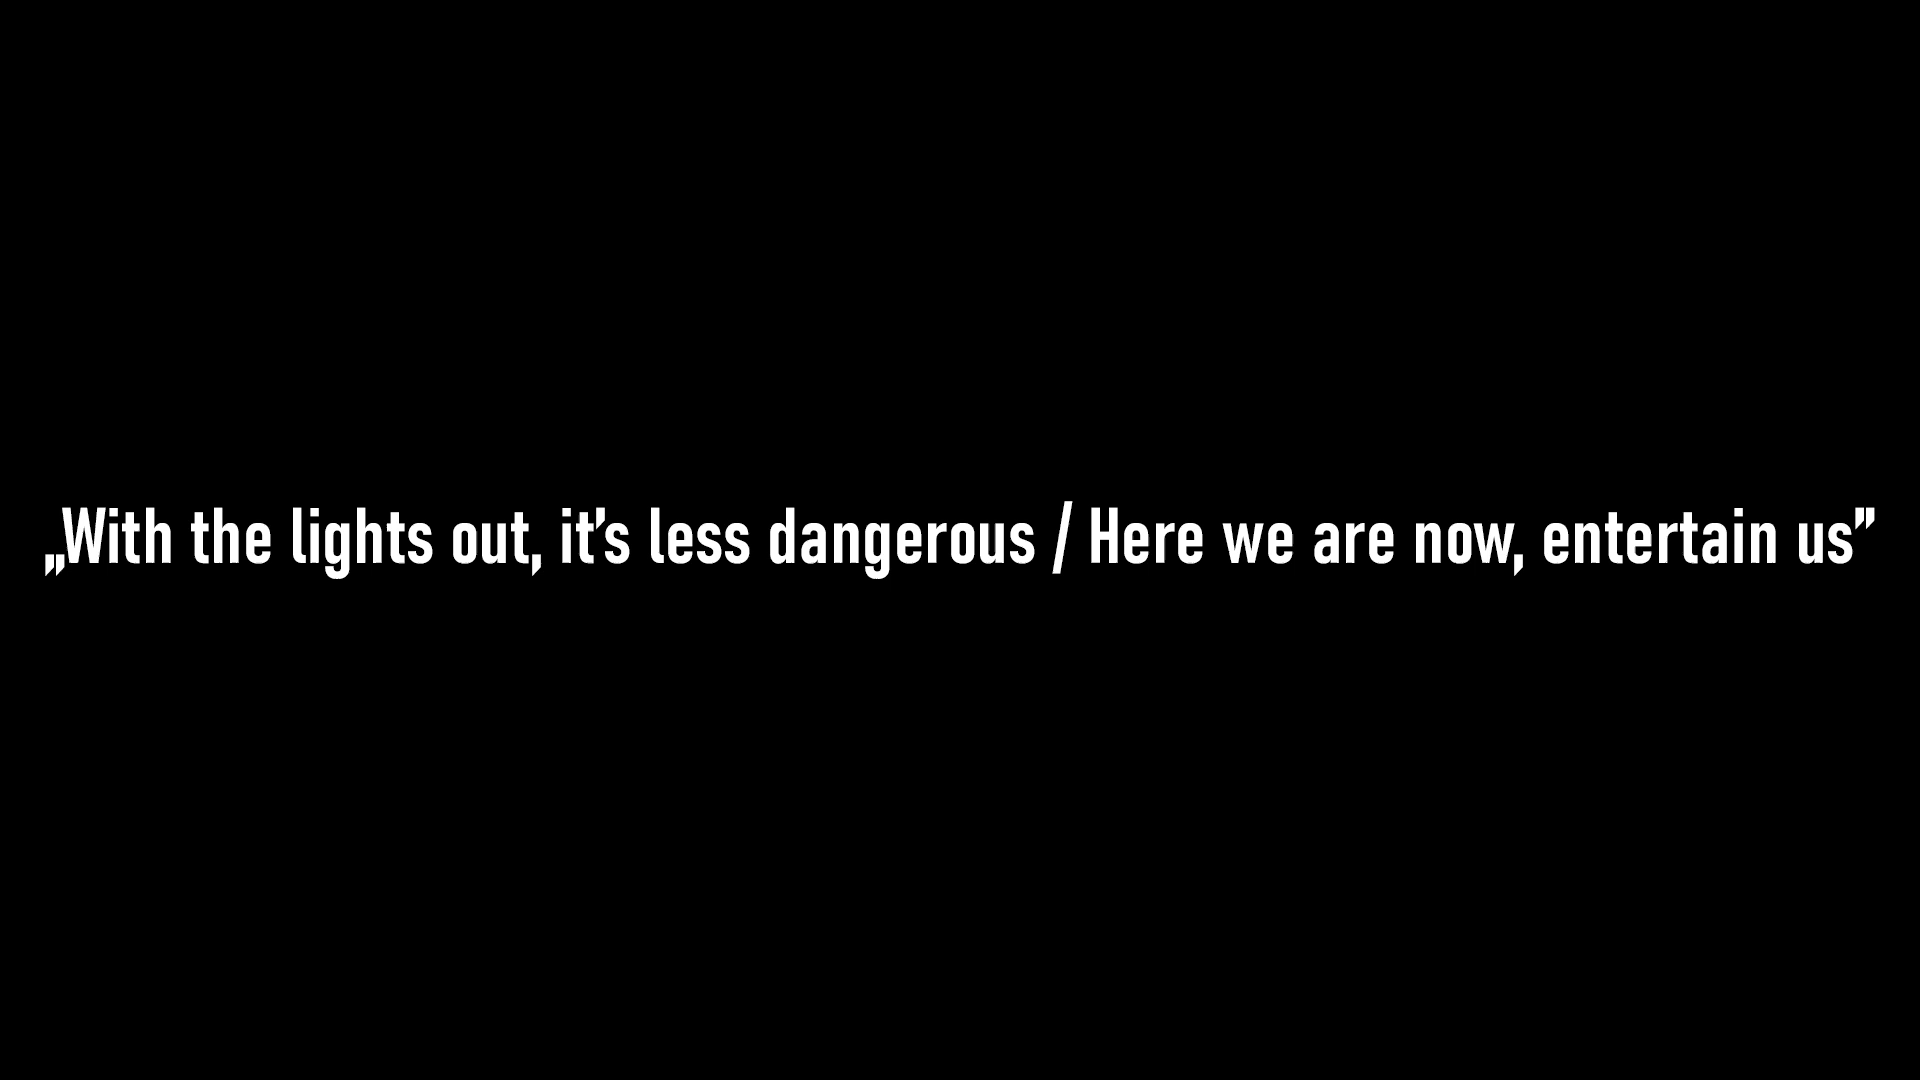 „With the lights out, it’s less dangerous / Here we are now, entertain us”